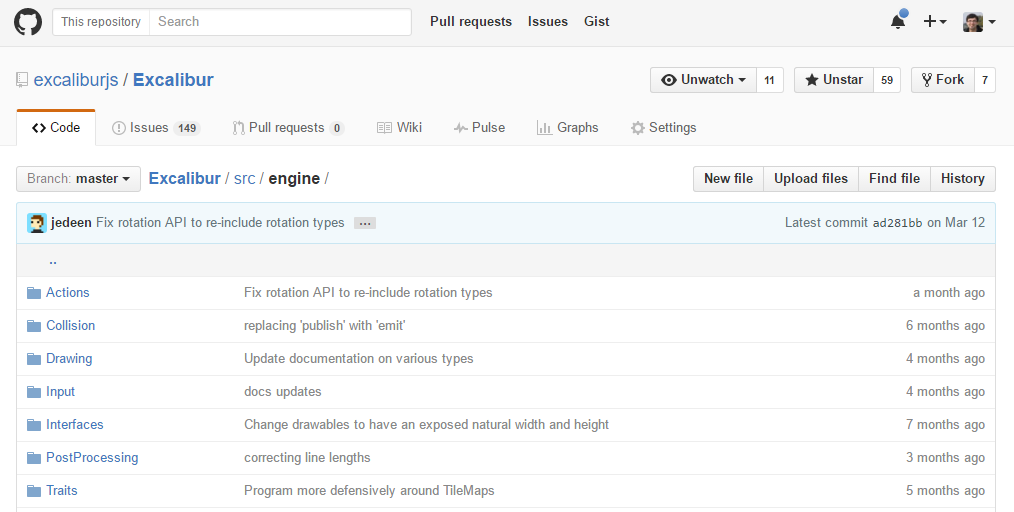 This repository Search Pull requests Issues Gist
excaliburjs / Excalibur Unwatch 11 Unstar 59 Fork 7
Code Issues 149 Pull requests 0 Wiki Pulse Graphs Settings
Branch: master Excalibur / src / engine / New file Upload files Find file History
jedeen Fix rotation API to re-include rotation types … Latest commit ad281bb on Mar 12
..
Actions Fix rotation API to re-include rotation types a month ago
Collision replacing 'publish' with 'emit' 6 months ago
Drawing Update documentation on various types 4 months ago
Input docs updates 4 months ago
Interfaces Change drawables to have an exposed natural width and height 7 months ago
PostProcessing correcting line lengths 3 months ago
Traits Program more defensively around TileMaps 5 months ago